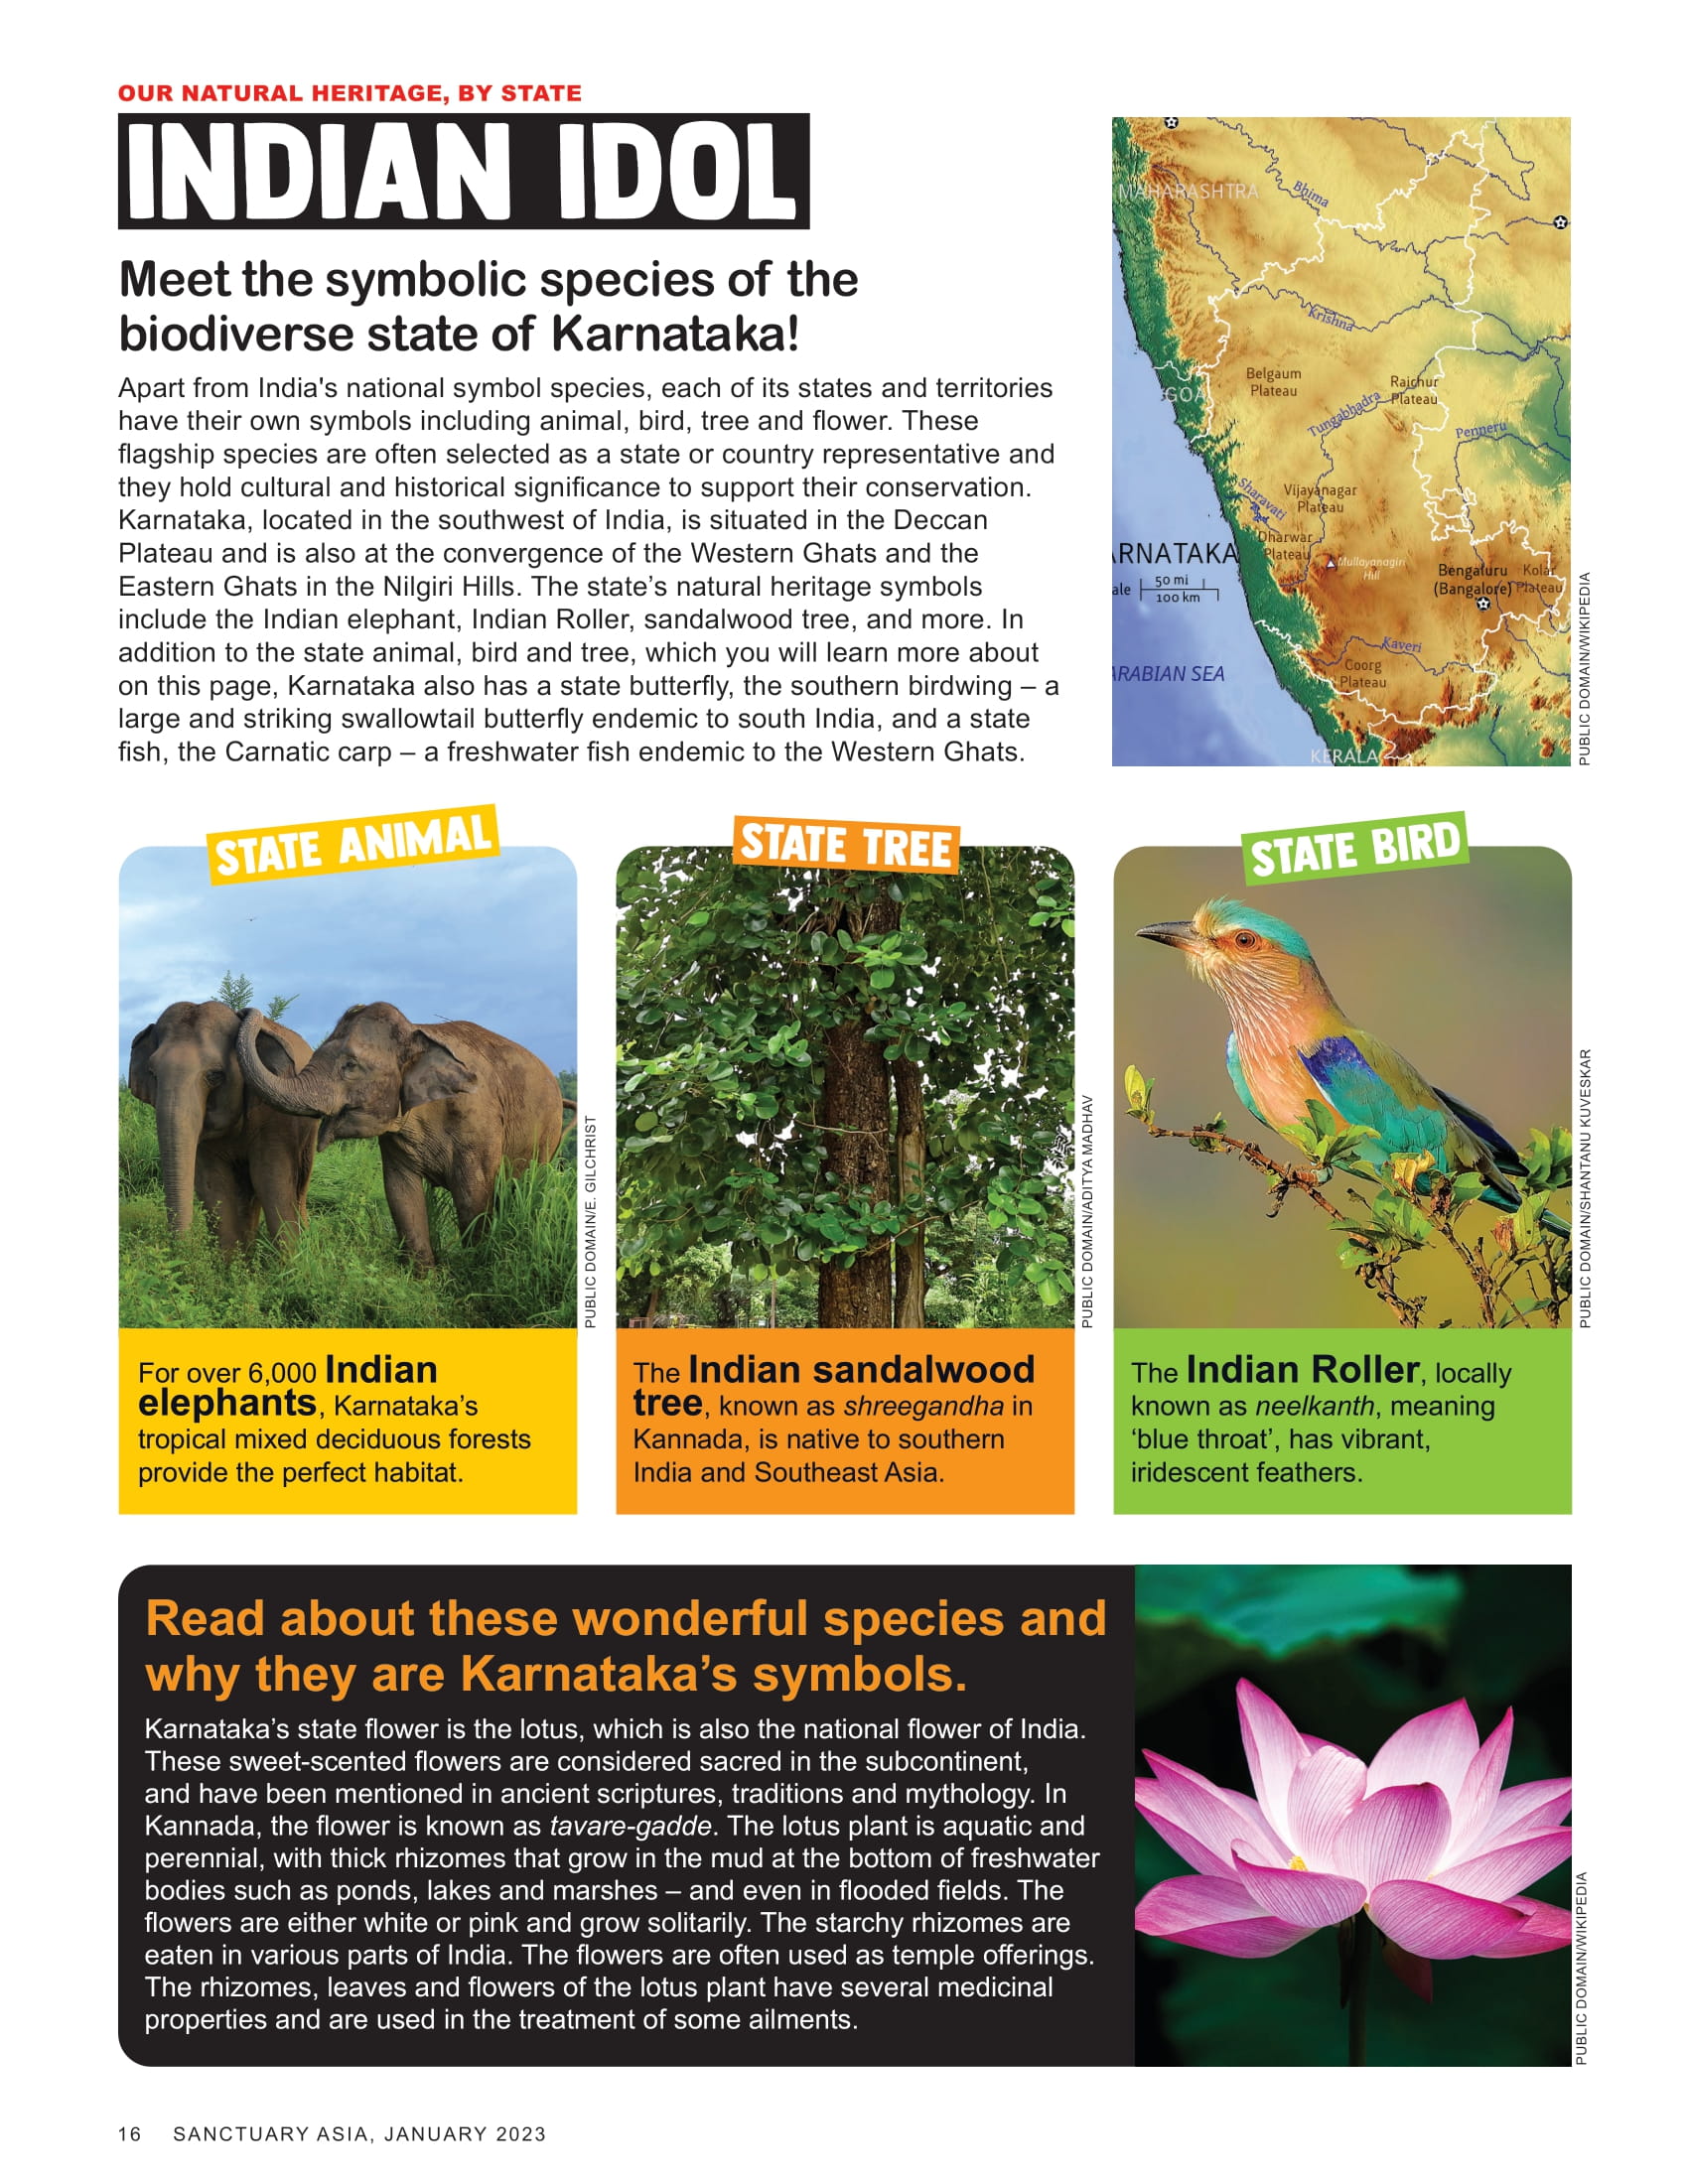 OUR NATURAL HERITAGE, BY STATE
INDIAN IDOL
Meet the symbolic species of the
biodiverse state of Karnataka!
Apart from India's national symbol species, each of its states and territories
have their own symbols including animal, bird, tree and flower. These
flagship species are often selected as a state or country representative and
they hold cultural and historical significance to support their conservation.
Karnataka, located in the southwest of India, is situated in the Deccan
Plateau and is also at the convergence of the Western Ghats and the
Eastern Ghats in the Nilgiri Hills. The state’s natural heritage symbols
include the Indian elephant, Indian Roller, sandalwood tree, and more. In
addition to the state animal, bird and tree, which you will learn more about
on this page, Karnataka also has a state butterfly, the southern birdwing – a
large and striking swallowtail butterfly endemic to south India, and a state
fish, the Carnatic carp – a freshwater fish endemic to the Western Ghats.
MAHARASHTRA
Bhima
Krishna
Belgaum
Plateau
Raichur
Plateau
GOA
Tungabhadra
Penneru
Sharavati
Vijayanagar
Plateau
Dharwar
Plateau
RNATAKA
Mullayanagiri
Hill
Bengaluru
(Bangalore)
Kolar
Plateau
ale
50 mi
100 km
Kaveri
Coorg
Plateau
ARABIAN SEA
KERALA
PUBLIC DOMAIN/WIKIPEDIA
STATE ANIMAL
PUBLIC DOMAIN/E. GILCHRIST
For over 6,000 Indian
elephants, Karnataka’s
tropical mixed deciduous forests
provide the perfect habitat.
STATE TREE
PUBLIC DOMAIN/ADITYA MADHAV
The Indian sandalwood
tree, known as shreegandha in
Kannada, is native to southern
India and Southeast Asia.
STATE BIRD
PUBLIC DOMAIN/SHANTANU KUVESKAR
The Indian Roller, locally
known as neelkanth, meaning
‘blue throat’, has vibrant,
iridescent feathers.
Read about these wonderful species and
why they are Karnataka’s symbols.
Karnataka’s state flower is the lotus, which is also the national flower of India.
These sweet-scented flowers are considered sacred in the subcontinent,
and have been mentioned in ancient scriptures, traditions and mythology. In
Kannada, the flower is known as tavare-gadde. The lotus plant is aquatic and
perennial, with thick rhizomes that grow in the mud at the bottom of freshwater
bodies such as ponds, lakes and marshes – and even in flooded fields. The
flowers are either white or pink and grow solitarily. The starchy rhizomes are
eaten in various parts of India. The flowers are often used as temple offerings.
The rhizomes, leaves and flowers of the lotus plant have several medicinal
properties and are used in the treatment of some ailments.
PUBLIC DOMAIN/WIKIPEDIA
16 SANCTUARY ASIA, JANUARY 2023